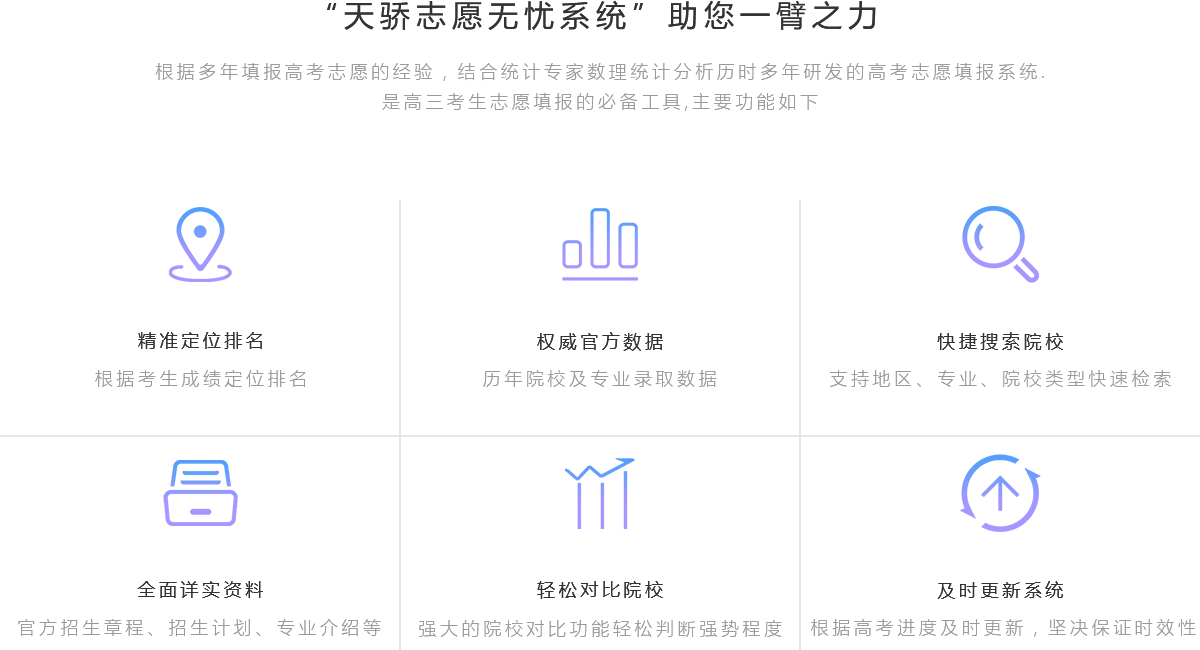 “天骄志愿无忧系统”助您一臂之力
根据多年填报高考志愿的经验，结合统计专家数理统计分析历时多年研发的高考志愿填报系统.
是高三考生志愿填报的必备工具,主要功能如下
精准定位排名
根据考生成绩定位排名
权威官方数据
历年院校及专业录取数据
快捷搜索院校
支持地区、专业、院校类型快速检索
全面详实资料
官方招生章程、招生计划、专业介绍等
轻松对比院校
强大的院校对比功能轻松判断强势程度
及时更新系统
根据高考进度及时更新，坚决保证时效性